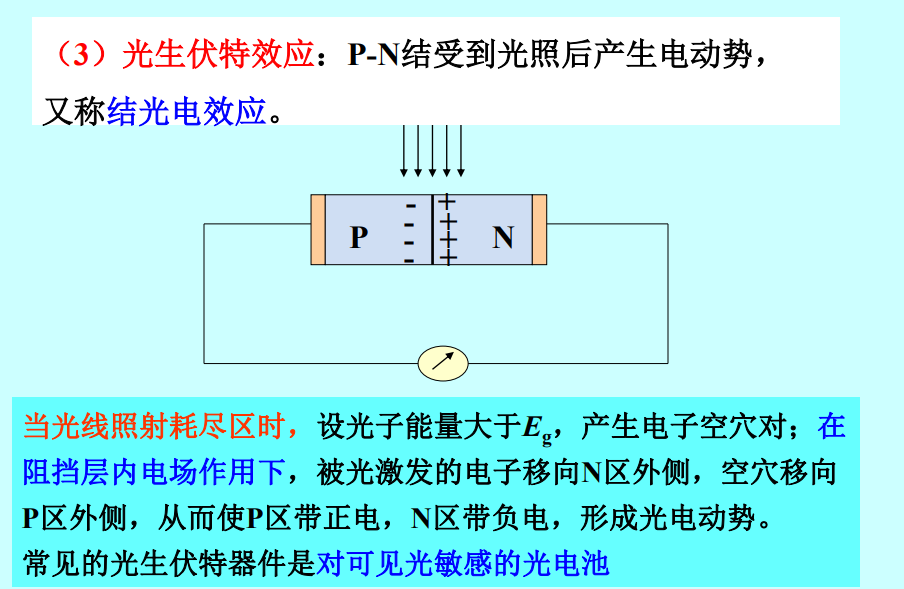 （3）光生伏特效应：P-N结受到光照后产生电动势，
又称结光电效应。
- +
- +
P - + N
- +
当光线照射耗尽区时，设光子能量大于Eg，产生电子空穴对；在
阻挡层内电场作用下，被光激发的电子移向N区外侧，空穴移向
P区外侧，从而使P区带正电，N区带负电，形成光电动势。
常见的光生伏特器件是对可见光敏感的光电池